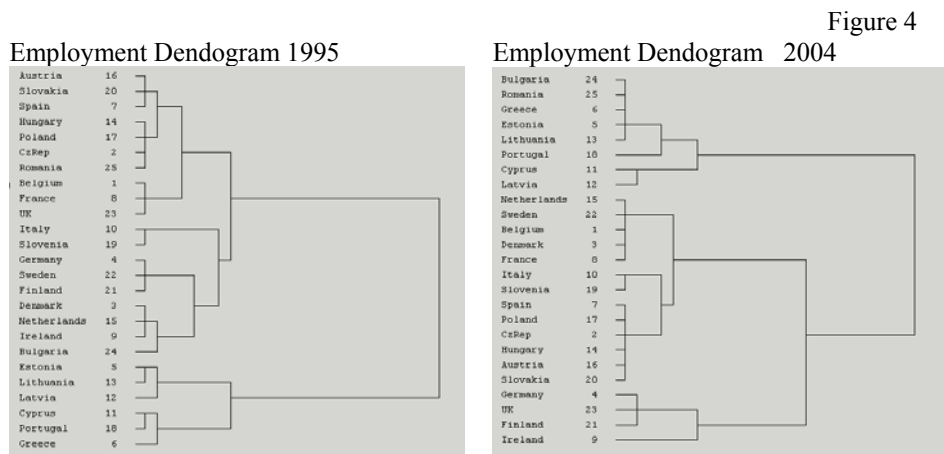 Figure 4
Employment Dendogram 1995
Austria 16
Slovakia 20
Spain 7
Hungary 14
Poland 17
CzRep 2
Romania 25
Belgium 1
France 8
UK 23
Italy 10
Slovenia 19
Germany 4
Sweden 22
Finland 21
Denmark 3
Netherlands 15
Ireland 9
Bulgaria 24
Estonia 5
Lithuania 13
Latvia 12
Cyprus 11
Portugal 18
Greece 6
Employment Dendogram 2004
Bulgaria 24
Romania 25
Greece 6
Estonia 5
Lithuania 13
Portugal 18
Cyprus 11
Latvia 12
Netherlands 15
Sweden 22
Belgium 1
Denmark 3
France 8
Italy 10
Slovenia 19
Spain 7
Poland 17
CzRep 2
Hungary 14
Austria 16
Slovakia 20
Germany 4
UK 23
Finland 21
Ireland 9